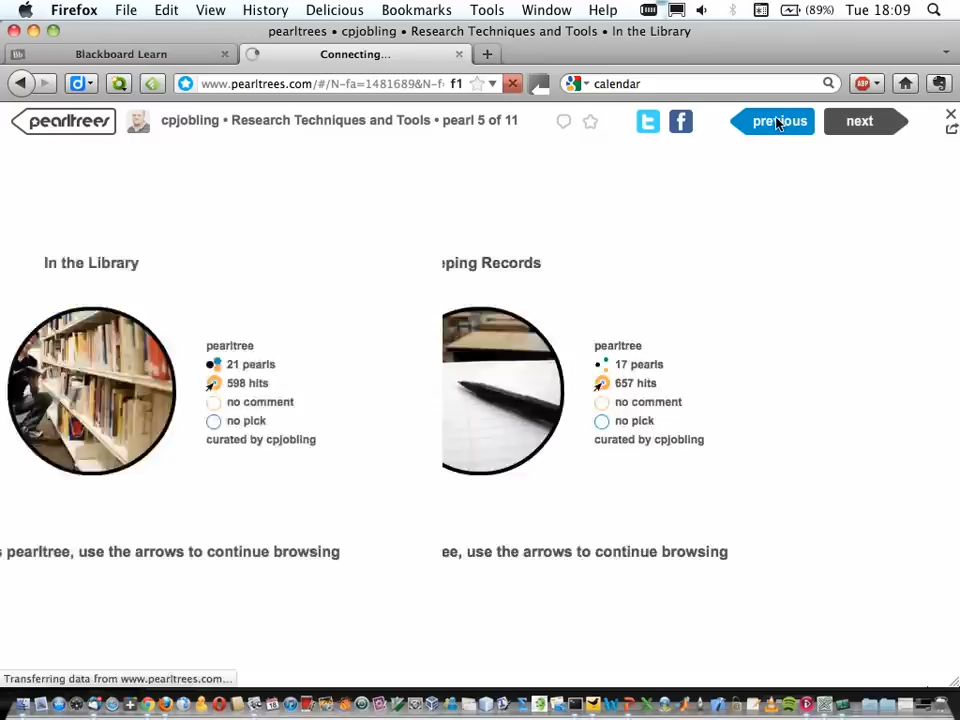 Firefox File Edit View History Delicious Bookmarks Tools Window Help (89%) Tue 18:09
pearltrees • cpjobling • Research Techniques and Tools • In the Library
Blackboard Learn Connecting...
www.pearltrees.com/#/N-fa=1481689&N-f: f1 calendar
pearltrees cpjobling • Research Techniques and Tools • pearl 5 of 11 previous next
In the Library
ping Records
pearltree
21 pearls
598 hits
no comment
no pick
curated by cpjobling
pearltree
17 pearls
657 hits
no comment
no pick
curated by cpjobling
s pearltree, use the arrows to continue browsing
ee, use the arrows to continue browsing
Transferring data from www.pearltrees.com...